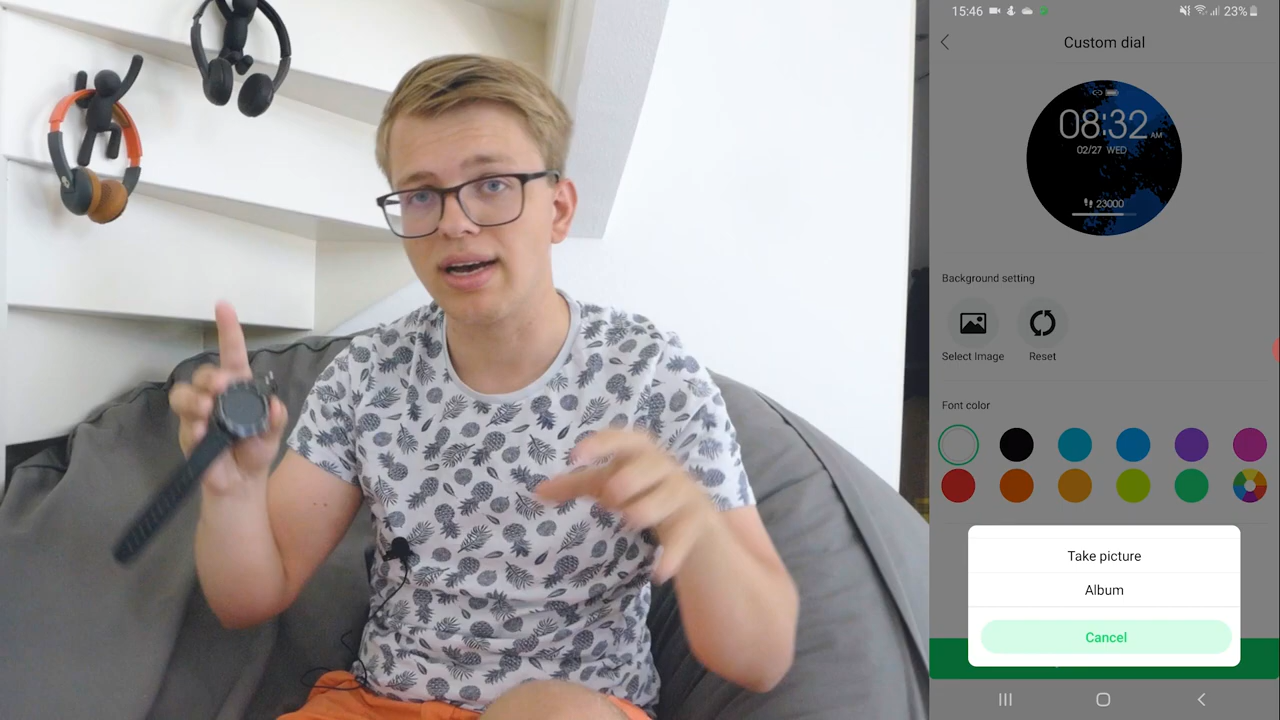 15:46
23%
Custom dial
08:32 AM
02/27 WED
23000
Background setting
Select Image
Reset
Font color
Take picture
Album
Cancel